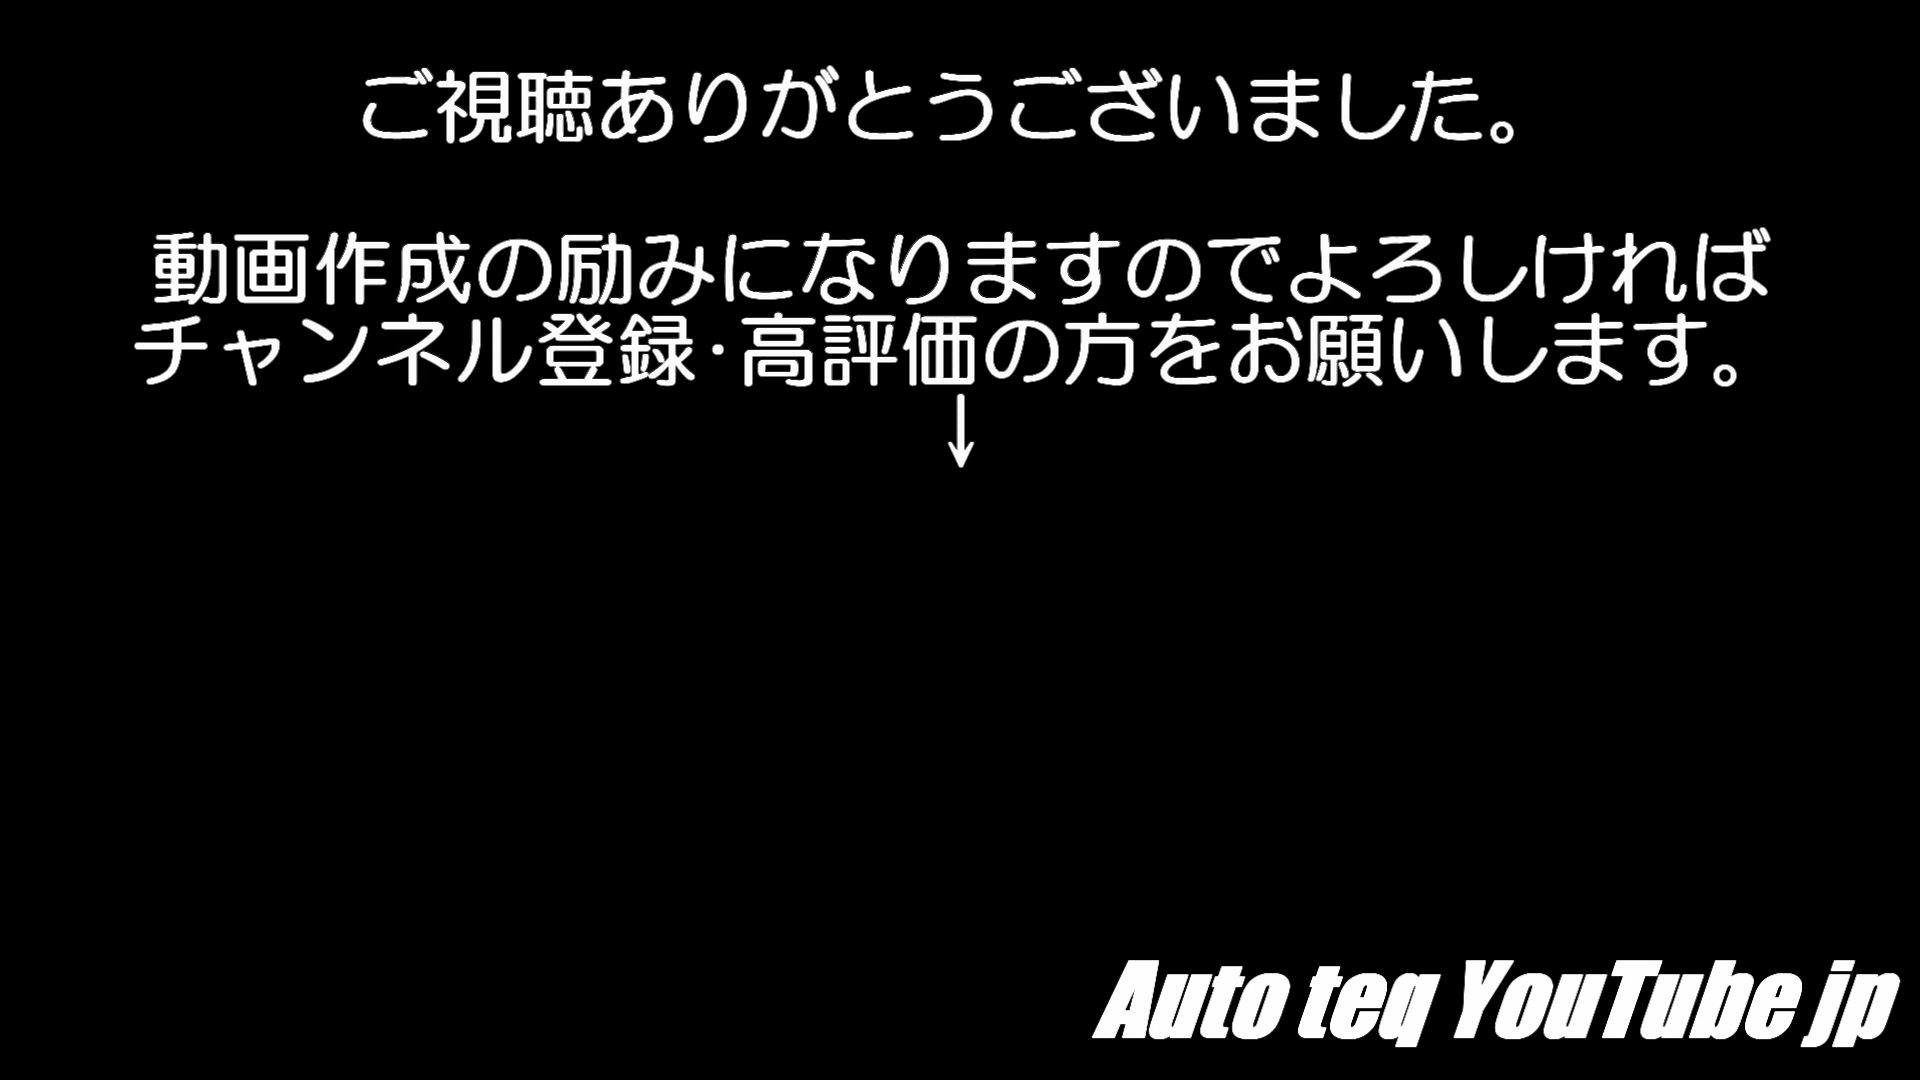 ご視聴ありがとうございました。
動画作成の励みになりますのでよろしければ
チャンネル登録·高評価の方をお願いします。
↓
Auto teq YouTube jp